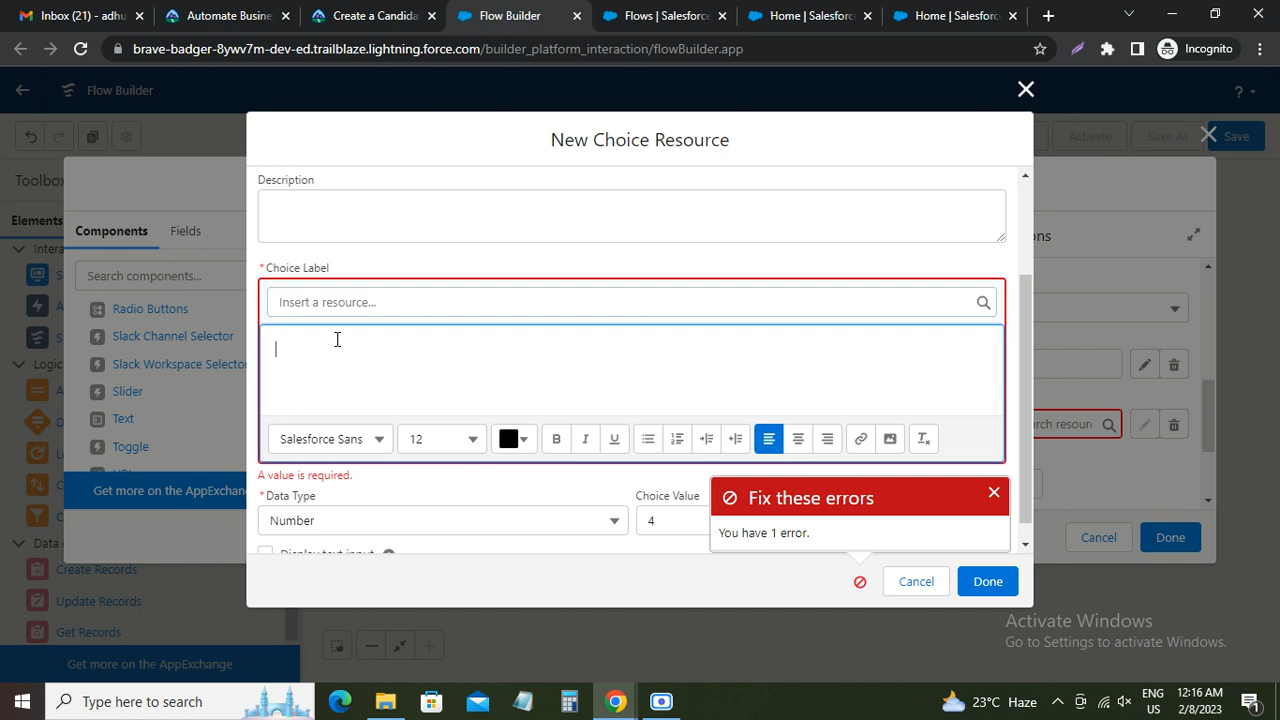 Inbox (21) - adhu
Automate Busine
Create a Candida
Flow Builder
Flows | Salesforce
Home | Salesforc
Home | Salesforc
brave-badger-8ywv7m-dev-ed.trailblaze.lightning.force.com/builder_platform_interaction/flowBuilder.app
Incognito
Flow Builder
?
Activate
Save As
Save
New Choice Resource
Toolbox
Elements
Components
Fields
Description
Search components...
Radio Buttons
Slack Channel Selector
Slack Workspace Selector
Slider
Text
Toggle
Get more on the AppExchange
* Choice Label
Insert a resource...
Salesforce Sans
12
B
I
U
A value is required.
* Data Type
Number
Choice Value
4
Fix these errors
You have 1 error.
Cancel
Done
ons
rch resourc
Cancel
Done
Create Records
Update Records
Get Records
Get more on the AppExchange
Activate Windows
Go to Settings to activate Windows.
Type here to search
23°C Haze
ENG
US
12:16 AM
2/8/2023
1